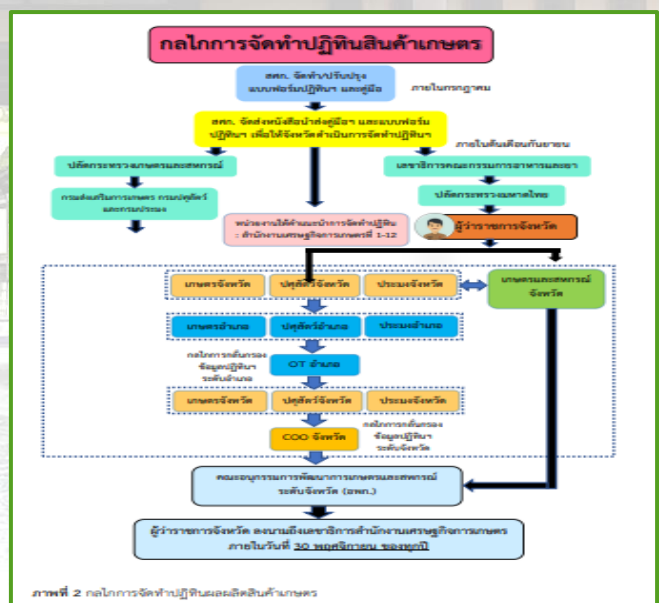 กลไกการจัดทำปฏิทินสินค้าเกษตร
สศก. จัดทำ/ปรับปรุง
แบบฟอร์มปฏิทินฯ และคู่มือ
ภายในกรกฎาคม
สศก. จัดส่งหนังสือนำส่งคู่มือฯ และแบบฟอร์ม
ปฏิทินฯ เพื่อให้จังหวัดดำเนินการจัดทำปฏิทินฯ
ภายในต้นเดือนกันยายน
ปลัดกระทรวงเกษตรและสหกรณ์
เลขาธิการคณะกรรมการอาหารและยา
กรมส่งเสริมการเกษตร กรมปศุสัตว์
และกรมประมง
ปลัดกระทรวงมหาดไทย
หน่วยงานให้คำแนะนำการจัดทำปฏิทิน
: สำนักงานเศรษฐกิจการเกษตรที่ 1-12
ผู้ว่าราชการจังหวัด
เกษตรจังหวัด ปศุสัตว์จังหวัด ประมงจังหวัด
เกษตรและสหกรณ์
จังหวัด
เกษตรอำเภอ ปศุสัตว์อำเภอ ประมงอำเภอ
กลไกการกลั่นกรอง
ข้อมูลปฏิทินฯ
ระดับอำเภอ
OT อำเภอ
เกษตรจังหวัด ปศุสัตว์จังหวัด ประมงจังหวัด
COO จังหวัด
กลไกการกลั่นกรอง
ข้อมูลปฏิทินฯ
ระดับจังหวัด
คณะอนุกรรมการพัฒนาการเกษตรและสหกรณ์
ระดับจังหวัด (อพก.)
ผู้ว่าราชการจังหวัด ลงนามถึงเลขาธิการสำนักงานเศรษฐกิจการเกษตร
ภายในวันที่ 30 พฤศจิกายน ของทุกปี
ภาพที่ 2 กลไกการจัดทำปฏิทินผลผลิตสินค้าเกษตร